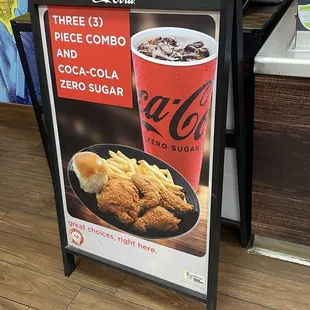 THREE (3)
PIECE COMBO
AND
COCA-COLA
ZERO SUGAR
Coca-Cola
ZERO SUGAR
great choices, right here.